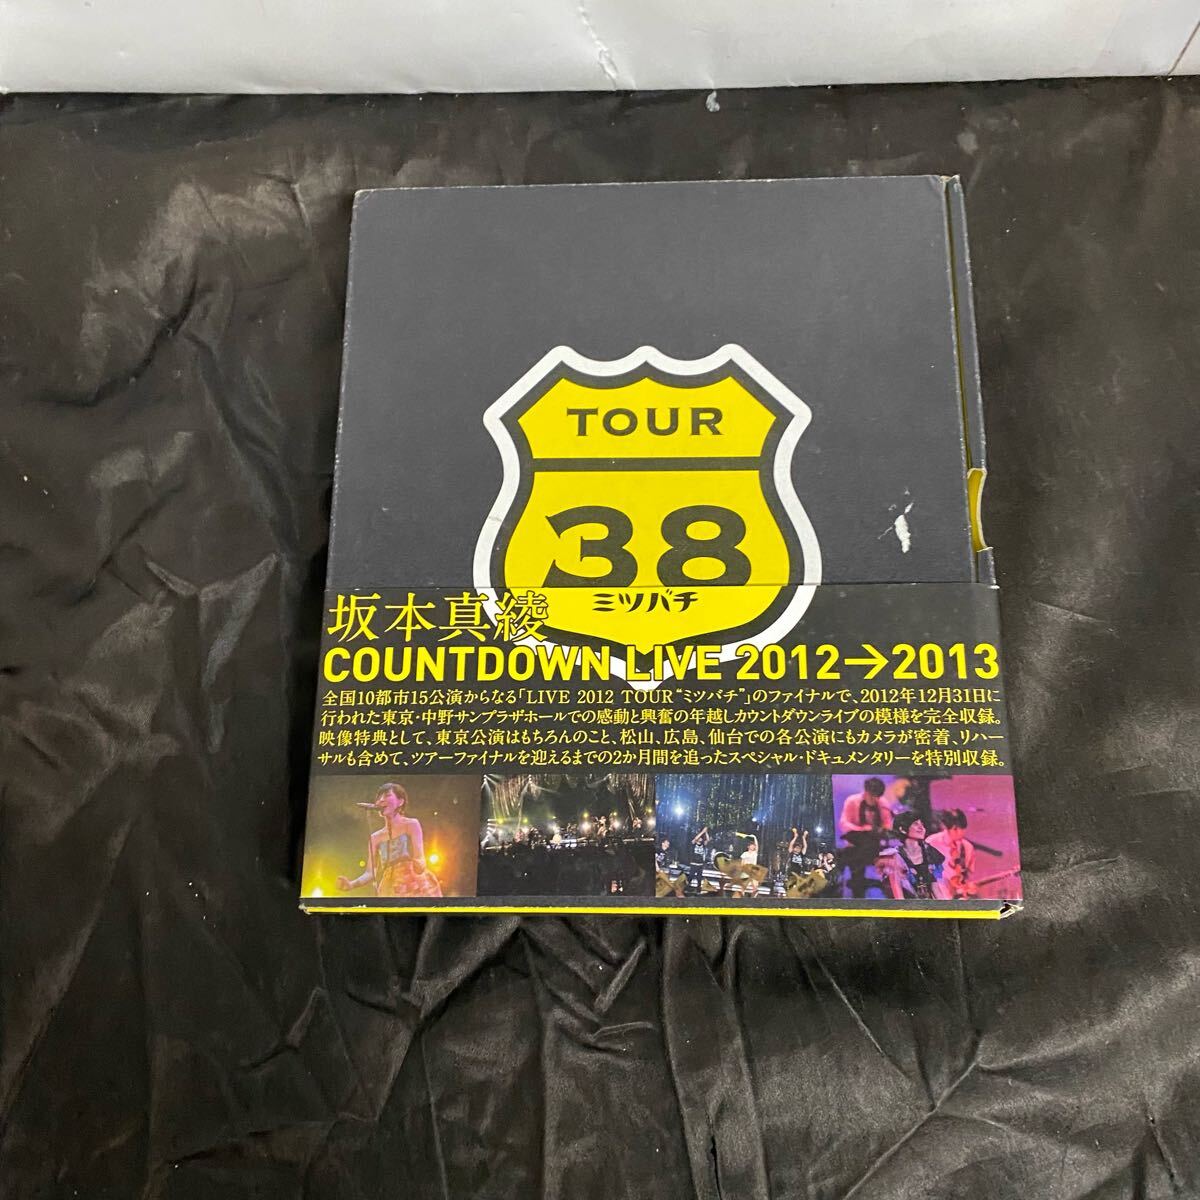 TOUR
38
ミツバチ
坂本真綾
COUNTDOWN LIVE 2012→2013
全国10都市15公演からなる「LIVE 2012 TOUR“ミツバチ”」のファイナルで、2012年12月31日に
行われた東京・中野サンプラザホールでの感動と興奮の年越しカウントダウンライブの模様を完全収録。
映像特典として、東京公演はもちろんのこと、松山、広島、仙台での各公演にもカメラが密着、リハー
サルも含めて、ツアーファイナルを迎えるまでの2か月間を追ったスペシャル・ドキュメンタリーを特別収録。